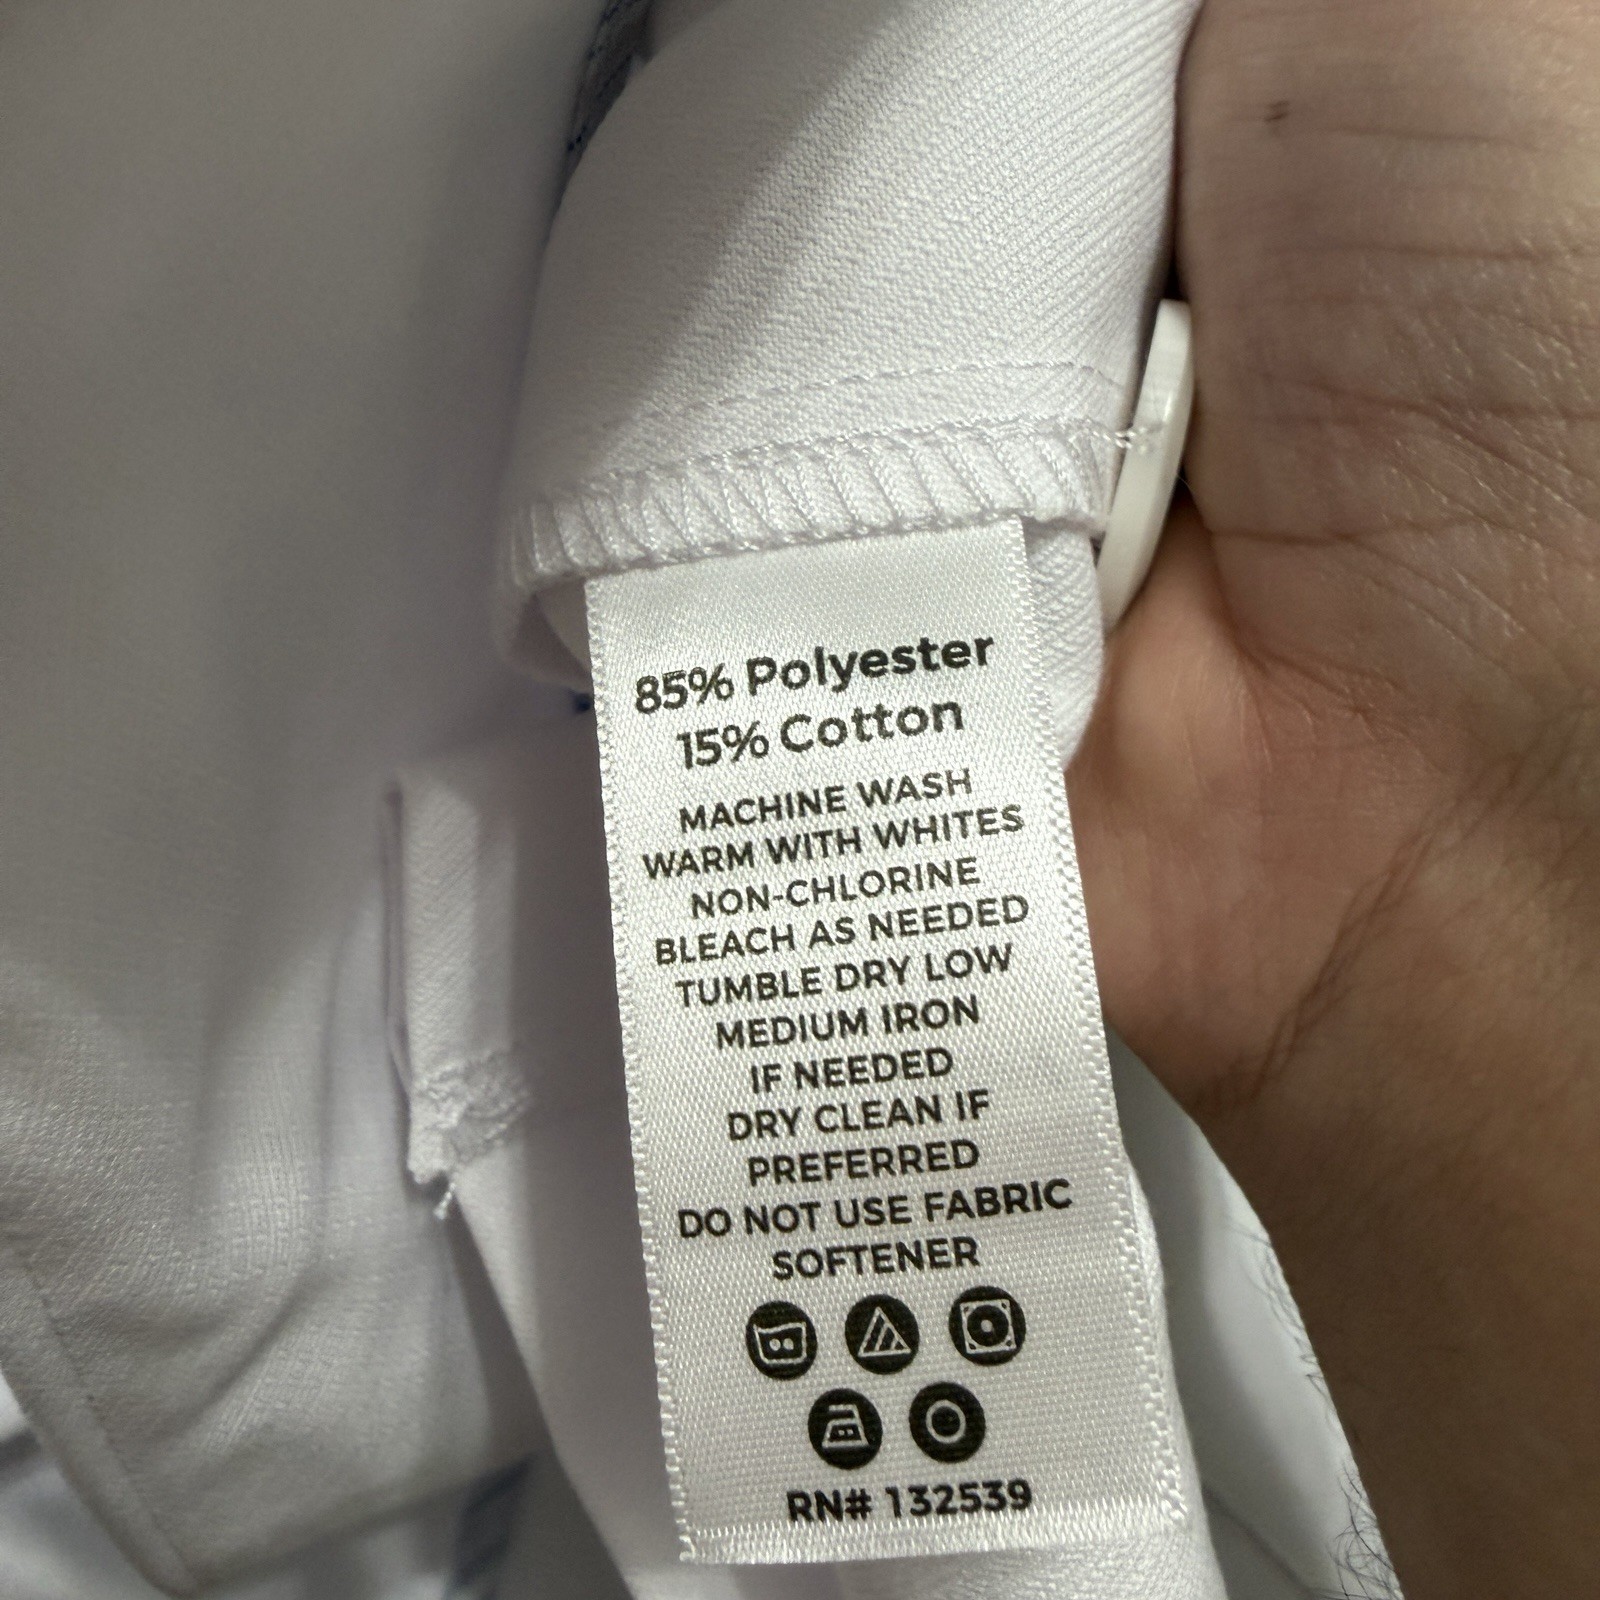 85% Polyester
15% Cotton
MACHINE WASH
WARM WITH WHITES
NON-CHLORINE
BLEACH AS NEEDED
TUMBLE DRY LOW
MEDIUM IRON
IF NEEDED
DRY CLEAN IF
PREFERRED
DO NOT USE FABRIC
SOFTENER
RN# 132539